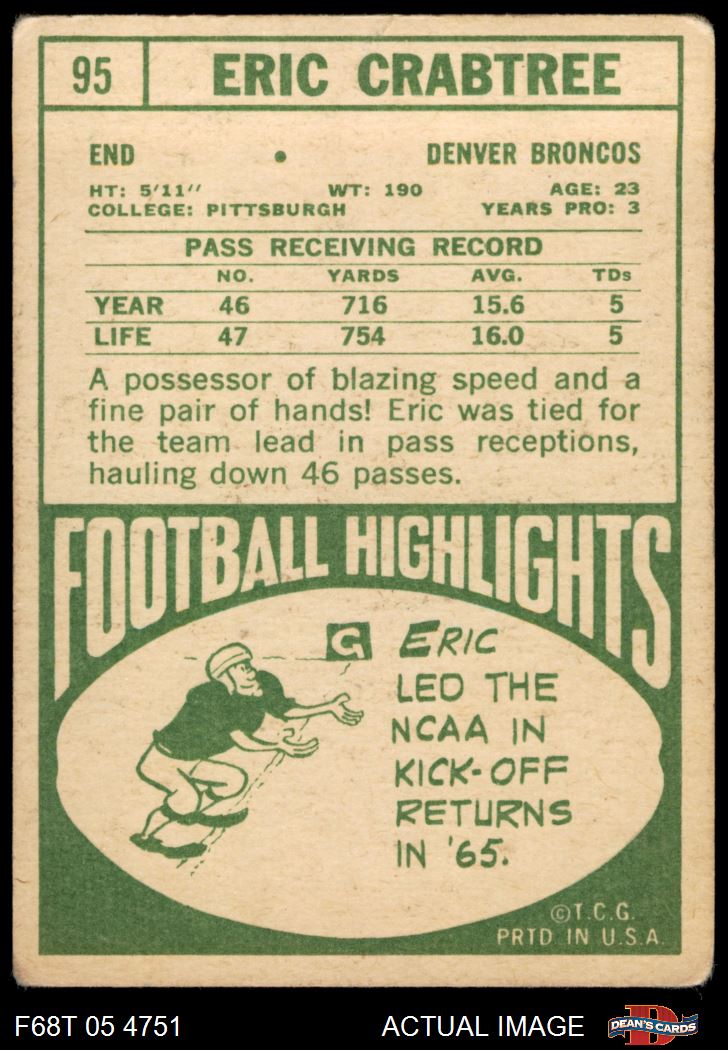 95 ERIC CRABTREE
END • DENVER BRONCOS
HT: 5'11" WT: 190 AGE: 23
COLLEGE: PITTSBURGH YEARS PRO: 3
PASS RECEIVING RECORD
NO. YARDS AVG. TDs
YEAR 46 716 15.6 5
LIFE 47 754 16.0 5
A possessor of blazing speed and a
fine pair of hands! Eric was tied for
the team lead in pass receptions,
hauling down 46 passes.
FOOTBALL HIGHLIGHTS
G ERIC
LED THE
NCAA IN
KICK-OFF
RETURNS
IN '65.
©T.C.G.
PRTD IN U.S.A.
F68T 05 4751 ACTUAL IMAGE D DEAN'S CARDS